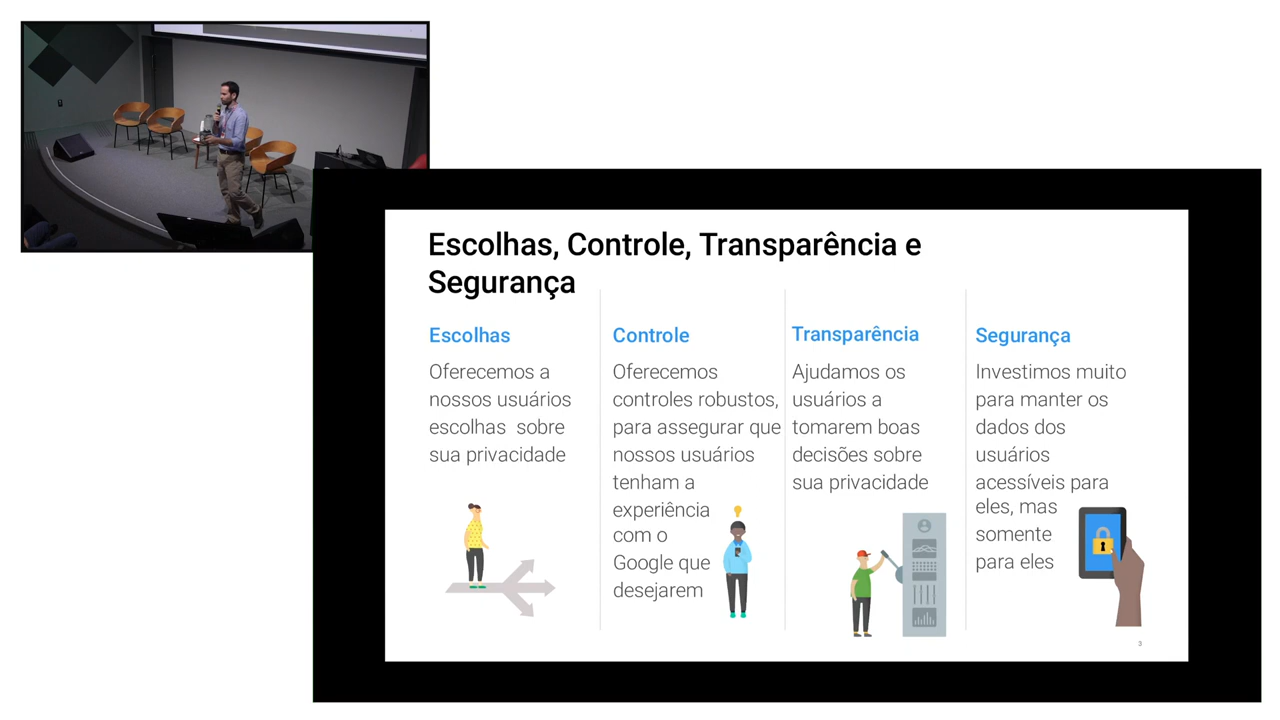 Escolhas, Controle, Transparência e
Segurança
Escolhas
Oferecemos a
nossos usuários
escolhas sobre
sua privacidade
Controle
Oferecemos
controles robustos,
para assegurar que
nossos usuários
tenham a
experiência
com o
Google que
desejarem
Transparência
Ajudamos os
usuários a
tomarem boas
decisões sobre
sua privacidade
Segurança
Investimos muito
para manter os
dados dos
usuários
acessíveis para
eles, mas
somente
para eles
3